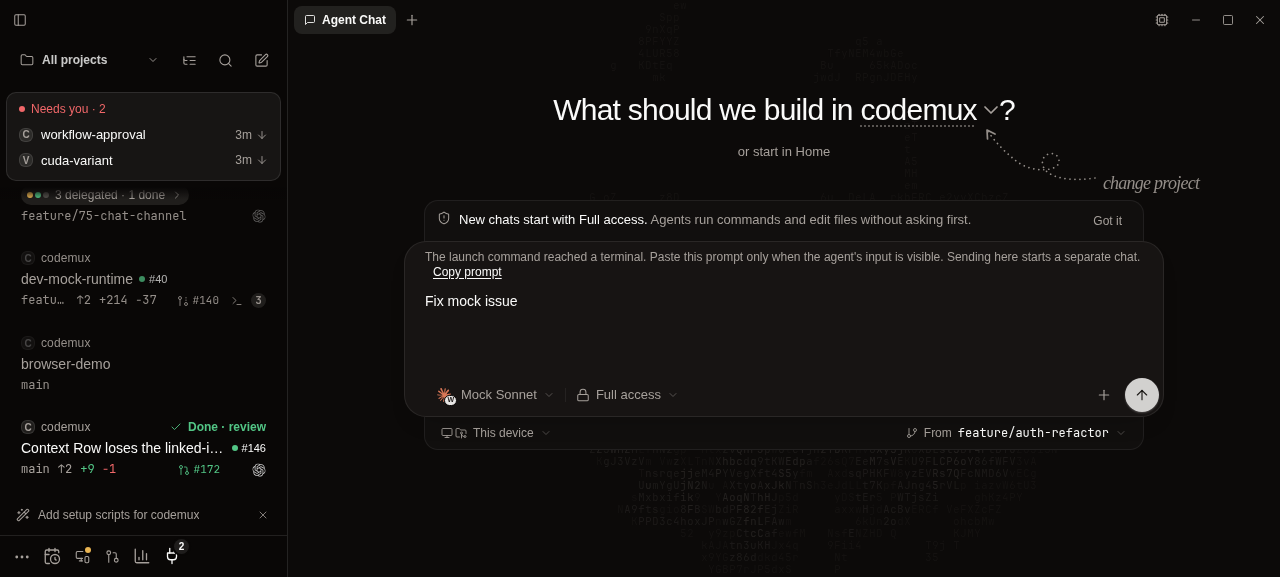 Agent Chat
All projects
Needs you · 2
C workflow-approval 3m
V cuda-variant 3m
3 delegated · 1 done
feature/75-chat-channel
C codemux
dev-mock-runtime #40
featu… ↑2 +214 -37 #140 3
C codemux
browser-demo
main
C codemux Done · review
Context Row loses the linked-i… #146
main ↑2 +9 -1 #172
Add setup scripts for codemux
2
What should we build in codemux ?
or start in Home
change project
New chats start with Full access. Agents run commands and edit files without asking first. Got it
The launch command reached a terminal. Paste this prompt only when the agent's input is visible. Sending here starts a separate chat.
Copy prompt
Fix mock issue
W Mock Sonnet Full access
This device From feature/auth-refactor